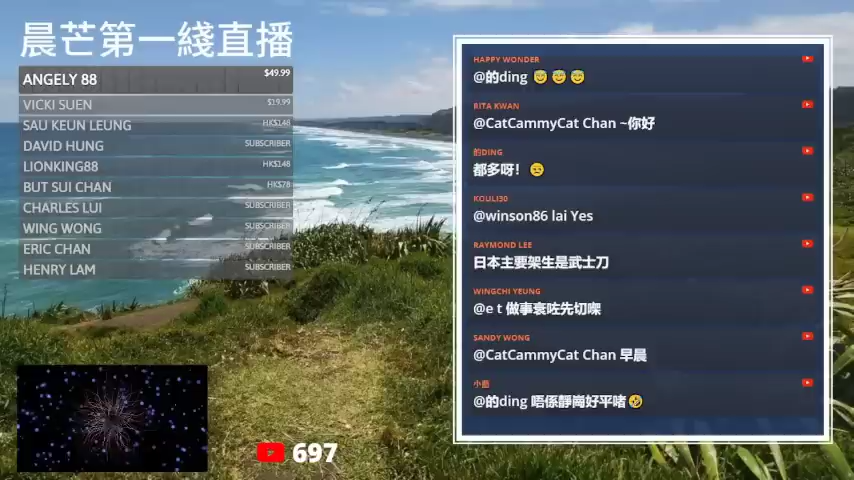 晨芒第一綫直播
ANGELY 88 $49.99
VICKI SUEN $19.99
SAU KEUN LEUNG HK$148
DAVID HUNG SUBSCRIBER
LIONKING88 HK$148
BUT SUI CHAN HK$78
CHARLES LUI SUBSCRIBER
WING WONG SUBSCRIBER
ERIC CHAN SUBSCRIBER
HENRY LAM SUBSCRIBER
697
HAPPY WONDER
@的ding 😇😇😇
RITA KWAN
@CatCammyCat Chan ~你好
的DING
都多呀！😒
KOULI30
@winson86 lai Yes
RAYMOND LEE
日本主要架生是武士刀
WINGCHI YEUNG
@e t 做事衰咗先切㗎
SANDY WONG
@CatCammyCat Chan 早晨
@的ding 唔係靜崗好平啫🤣